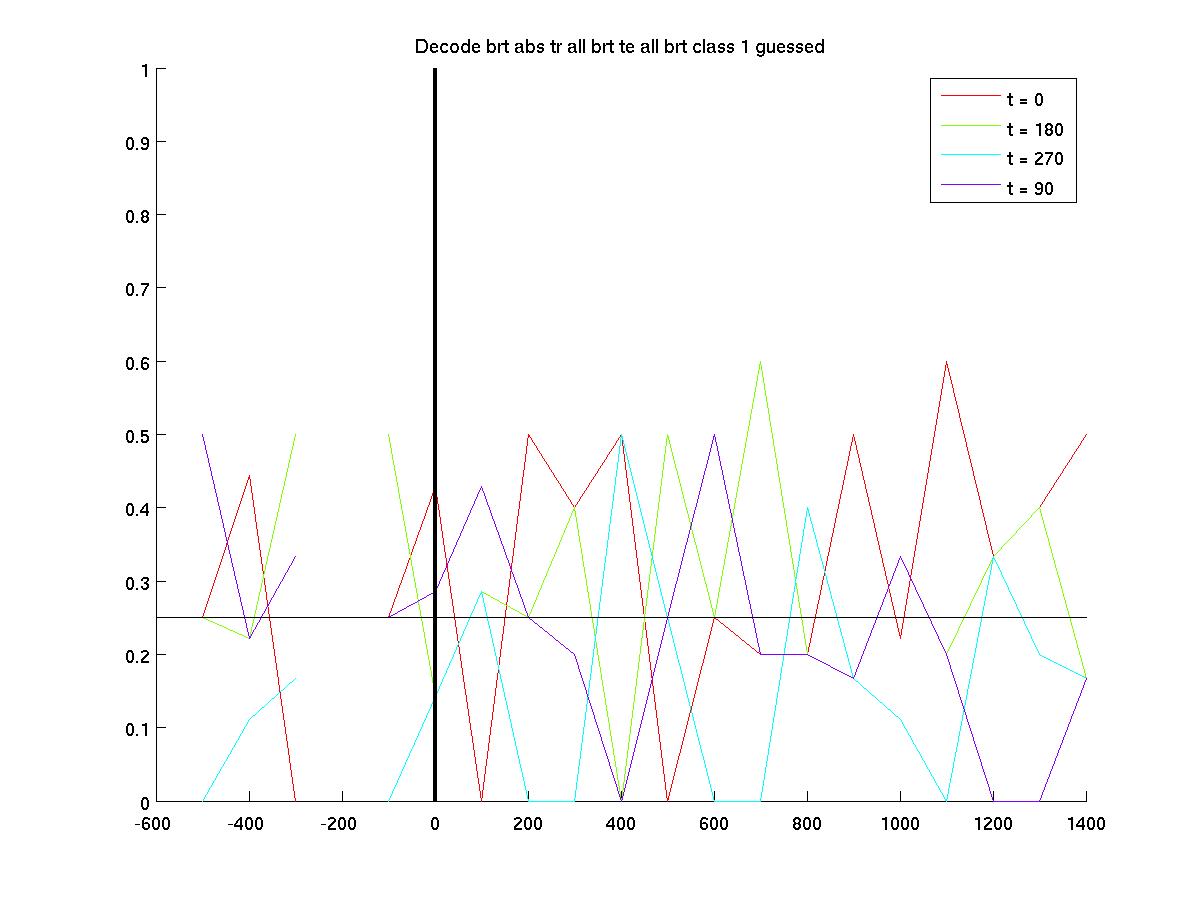 Decode brt abs tr all brt te all brt class 1 guessed
t = 0
t = 180
t = 270
t = 90
1
0.9
0.8
0.7
0.6
0.5
0.4
0.3
0.2
0.1
0
-600 -400 -200 0 200 400 600 800 1000 1200 1400